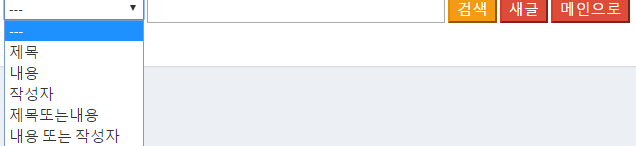 --- 검색 새글 메인으로
---
제목
내용
작성자
제목또는내용
내용 또는 작성자